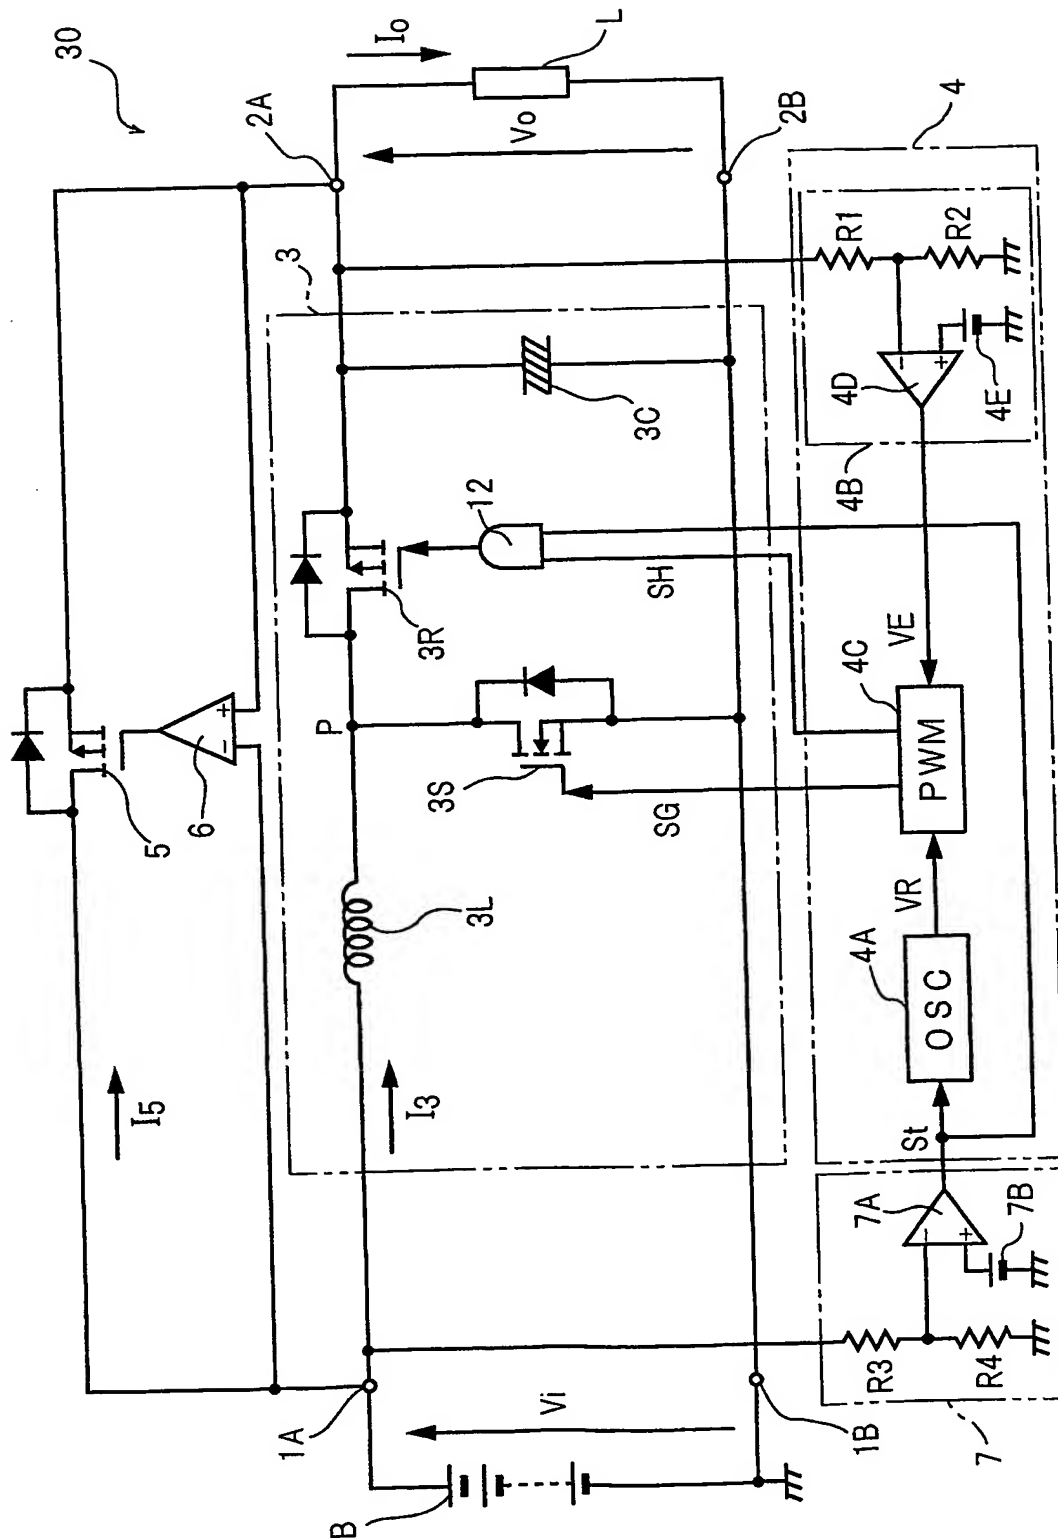 30
I5
5
6
2A
Io
L
Vo
2B
3
I3
3L
P
3R
12
3C
3S
SH
SG
1A
B
Vi
1B
4
R1
R2
4D
4E
4B
VE
4C
PWM
VR
4A
OSC
St
7A
7B
R3
R4
7
- +
- +
- +